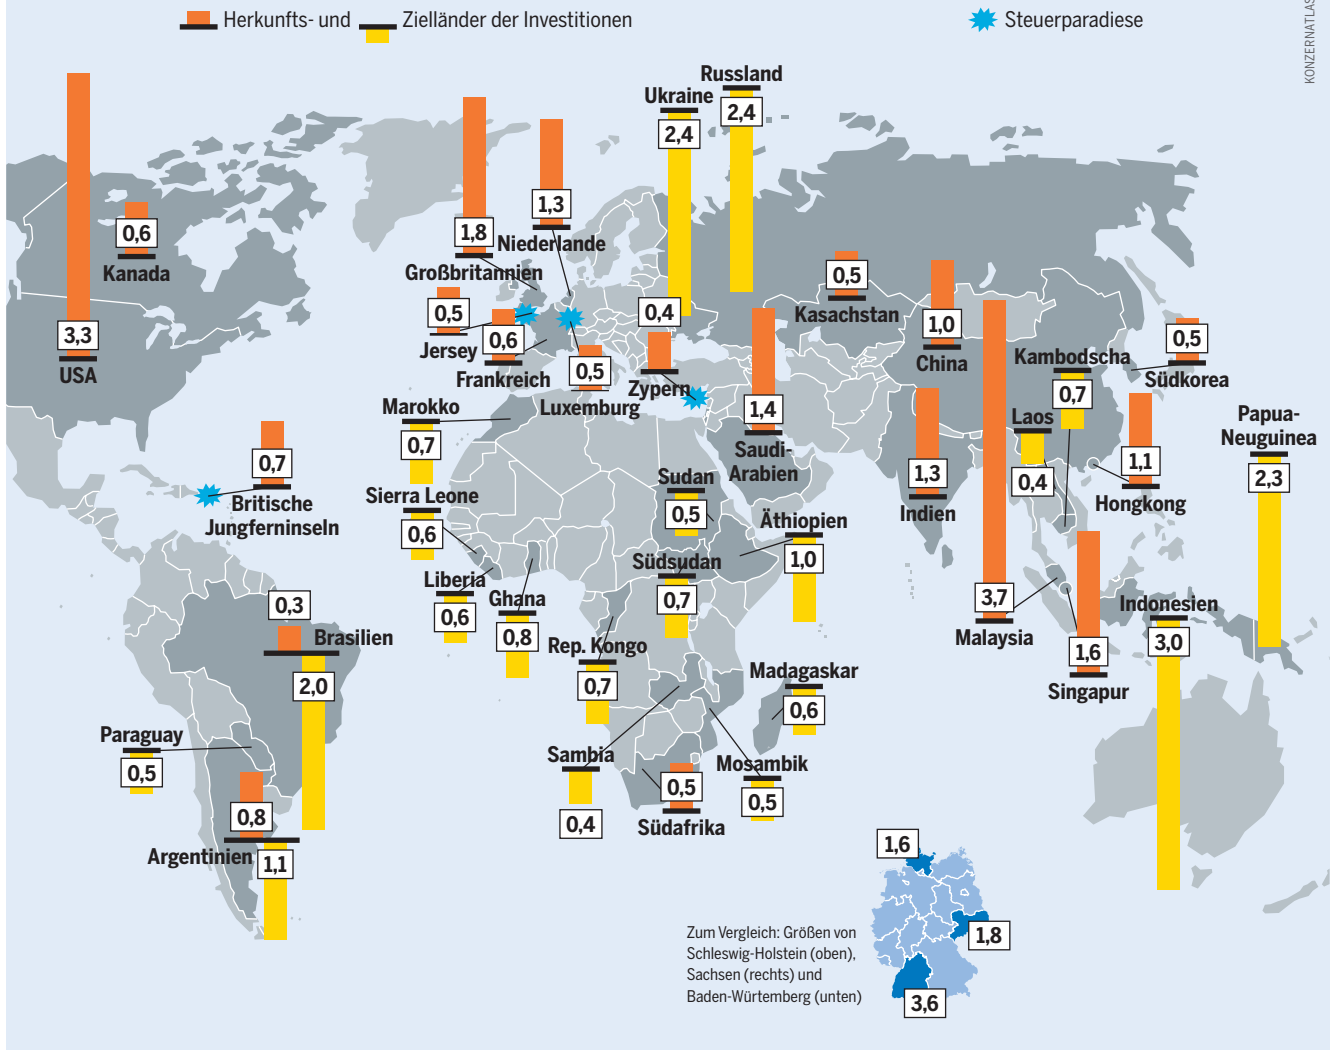 Herkunfts- und Zielländer der Investitionen
Steuerparadiese
KONZERNATLAS
Russland
2,4
Ukraine
2,4
0,6
Kanada
3,3
USA
1,8
Großbritannien
1,3
Niederlande
0,5
Jersey
0,6
Frankreich
0,5
Luxemburg
0,4
Zypern
0,5
Kasachstan
1,0
China
0,5
Südkorea
Kambodscha
0,7
Laos
0,4
1,1
Hongkong
Papua-
Neuguinea
2,3
1,4
Saudi-
Arabien
1,3
Indien
3,7
Malaysia
1,6
Singapur
Indonesien
3,0
0,7
Britische
Jungferninseln
Marokko
0,7
Sierra Leone
0,6
Liberia
0,6
Ghana
0,8
Sudan
0,5
Südsudan
0,7
Äthiopien
1,0
Rep. Kongo
0,7
Madagaskar
0,6
Sambia
0,4
Mosambik
0,5
0,5
Südafrika
0,3
Brasilien
2,0
Paraguay
0,5
0,8
Argentinien
1,1
1,6
1,8
3,6
Zum Vergleich: Größen von
Schleswig-Holstein (oben),
Sachsen (rechts) und
Baden-Würtemberg (unten)